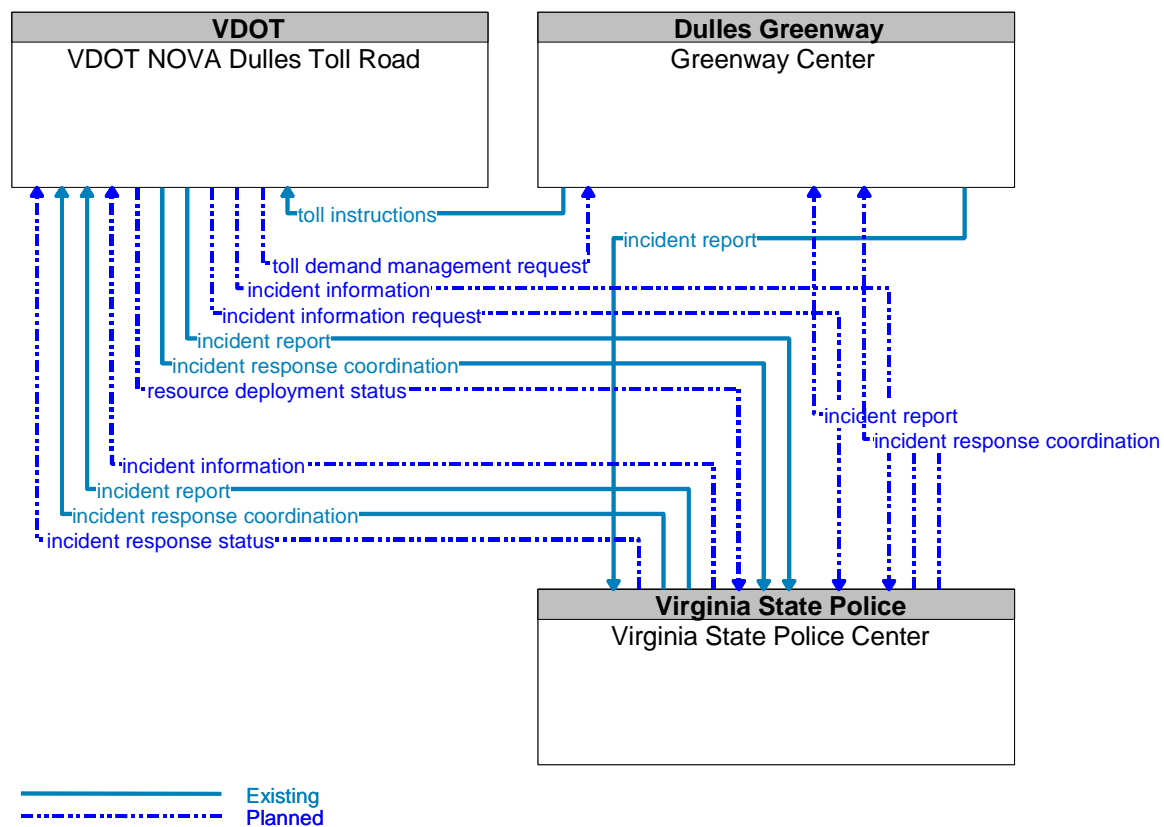 VDOT
VDOT NOVA Dulles Toll Road
Dulles Greenway
Greenway Center
toll instructions
incident report
toll demand management request
incident information
incident information request
incident report
incident response coordination
resource deployment status
incident report
incident response coordination
incident information
incident report
incident response coordination
incident response status
Virginia State Police
Virginia State Police Center
Existing
Planned